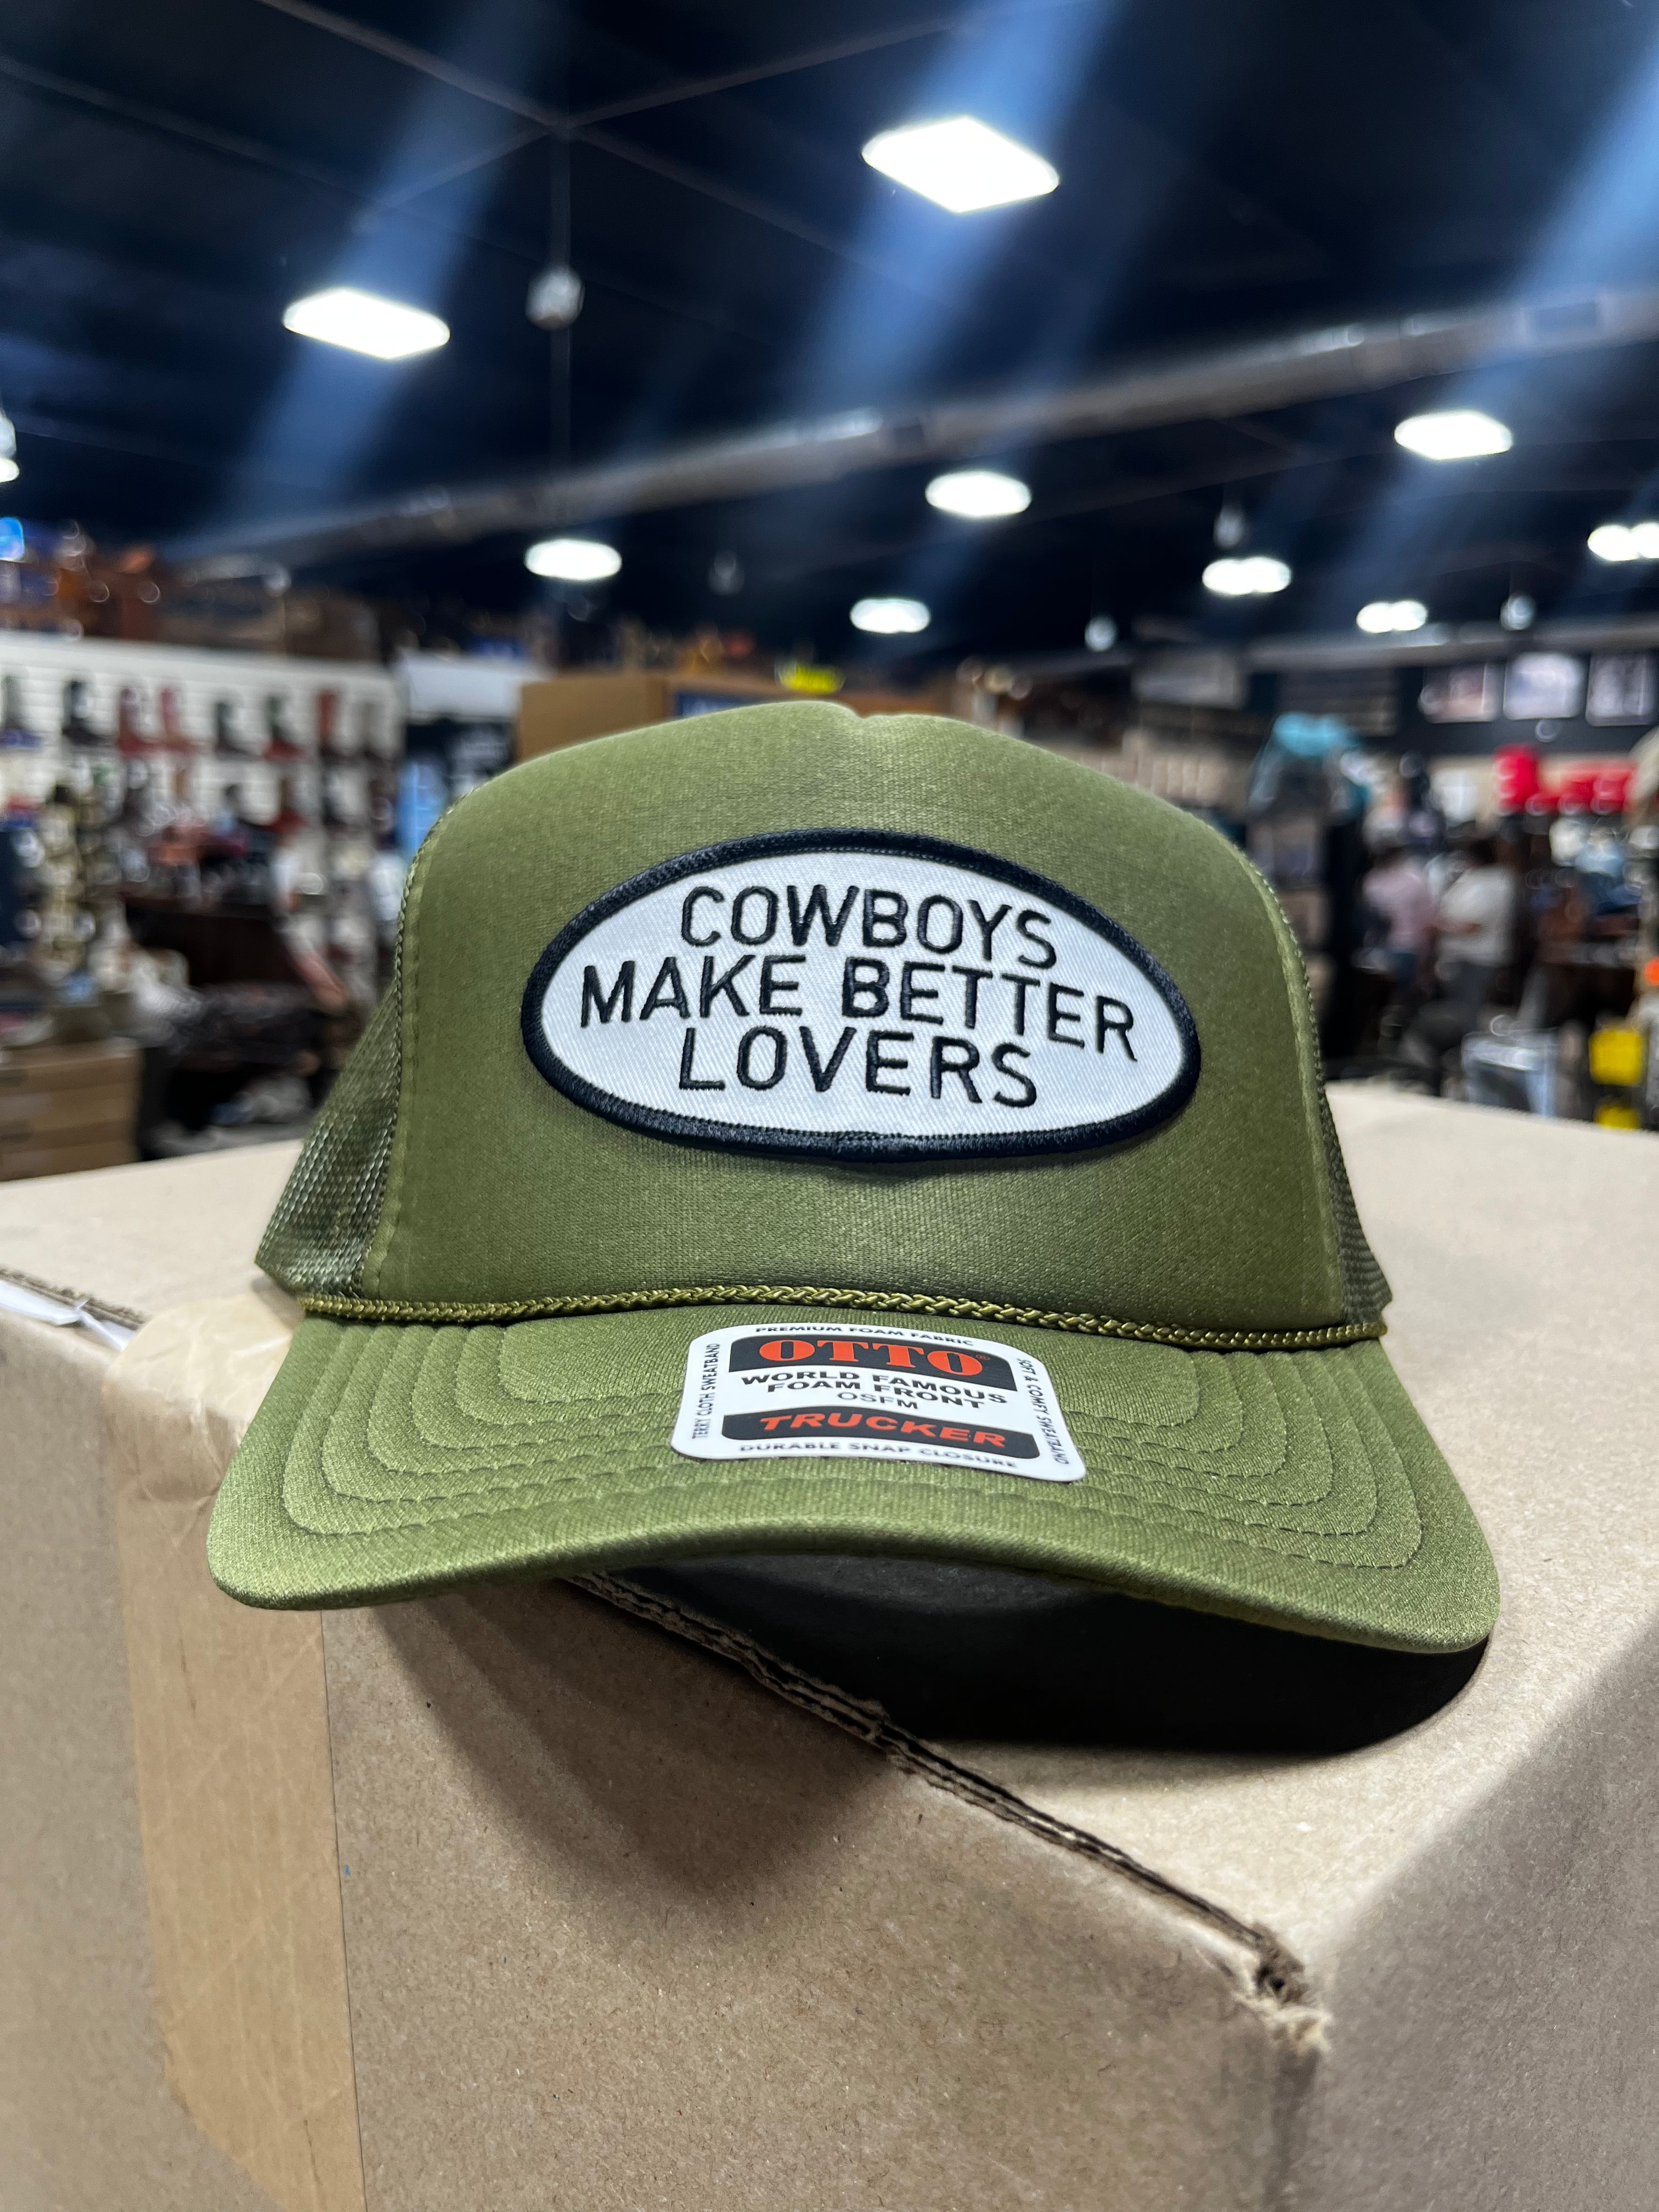 COWBOYS
MAKE BETTER
LOVERS
PREMIUM FOAM FABRIC
OTTO®
WORLD FAMOUS
FOAM FRONT
OSFM
TRUCKER
DURABLE SNAP CLOSURE
TERRY CLOTH SWEATBAND
SOFT & COMFY SWEATBAND